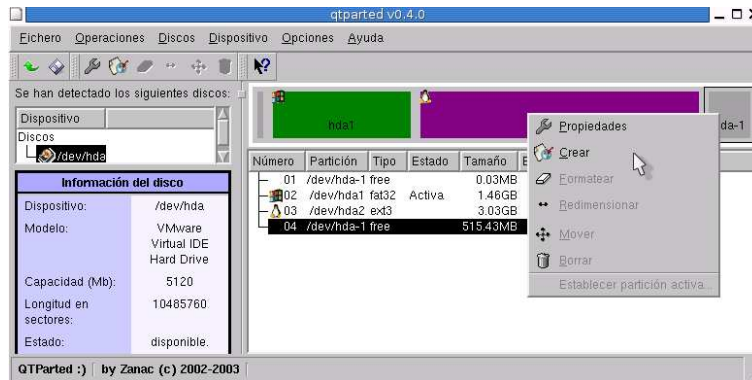 qtparted v0.4.0
Fichero Operaciones Discos Dispositivo Opciones Ayuda
Se han detectado los siguientes discos:
Dispositivo
Discos
/dev/hda
Información del disco
Dispositivo: /dev/hda
Modelo: VMware Virtual IDE Hard Drive
Capacidad (Mb): 5120
Longitud en sectores: 10485760
Estado: disponible.
hda1
da-1
Número Partición Tipo Estado Tamaño
01 /dev/hda-1 free 0.03MB
02 /dev/hda1 fat32 Activa 1.46GB
03 /dev/hda2 ext3 3.03GB
04 /dev/hda-1 free 515.43MB
Propiedades
Crear
Formatear
Redimensionar
Mover
Borrar
Establecer partición activa...
QTParted :) by Zanac (c) 2002-2003